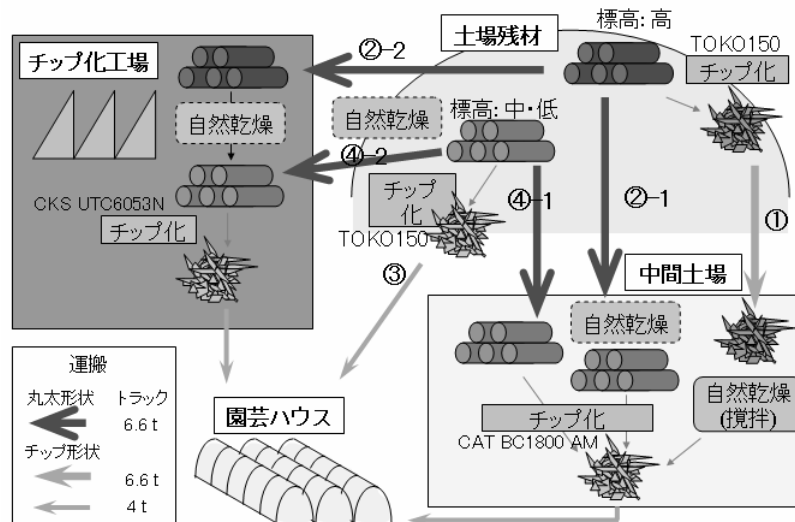 標高: 高
土場残材
②-2
TOKO150
チップ化
チップ化工場
自然乾燥
標高: 中・低
自然乾燥
④-2
チップ
化
TOKO150
④-1
②-1
①
CKS UTC6053N
チップ化
③
中間土場
自然乾燥
運搬
丸太形状 トラック
6.6t
チップ形状
6.6t
4t
園芸ハウス
チップ化
CAT BC1800 AM
自然乾燥
(撹拌)